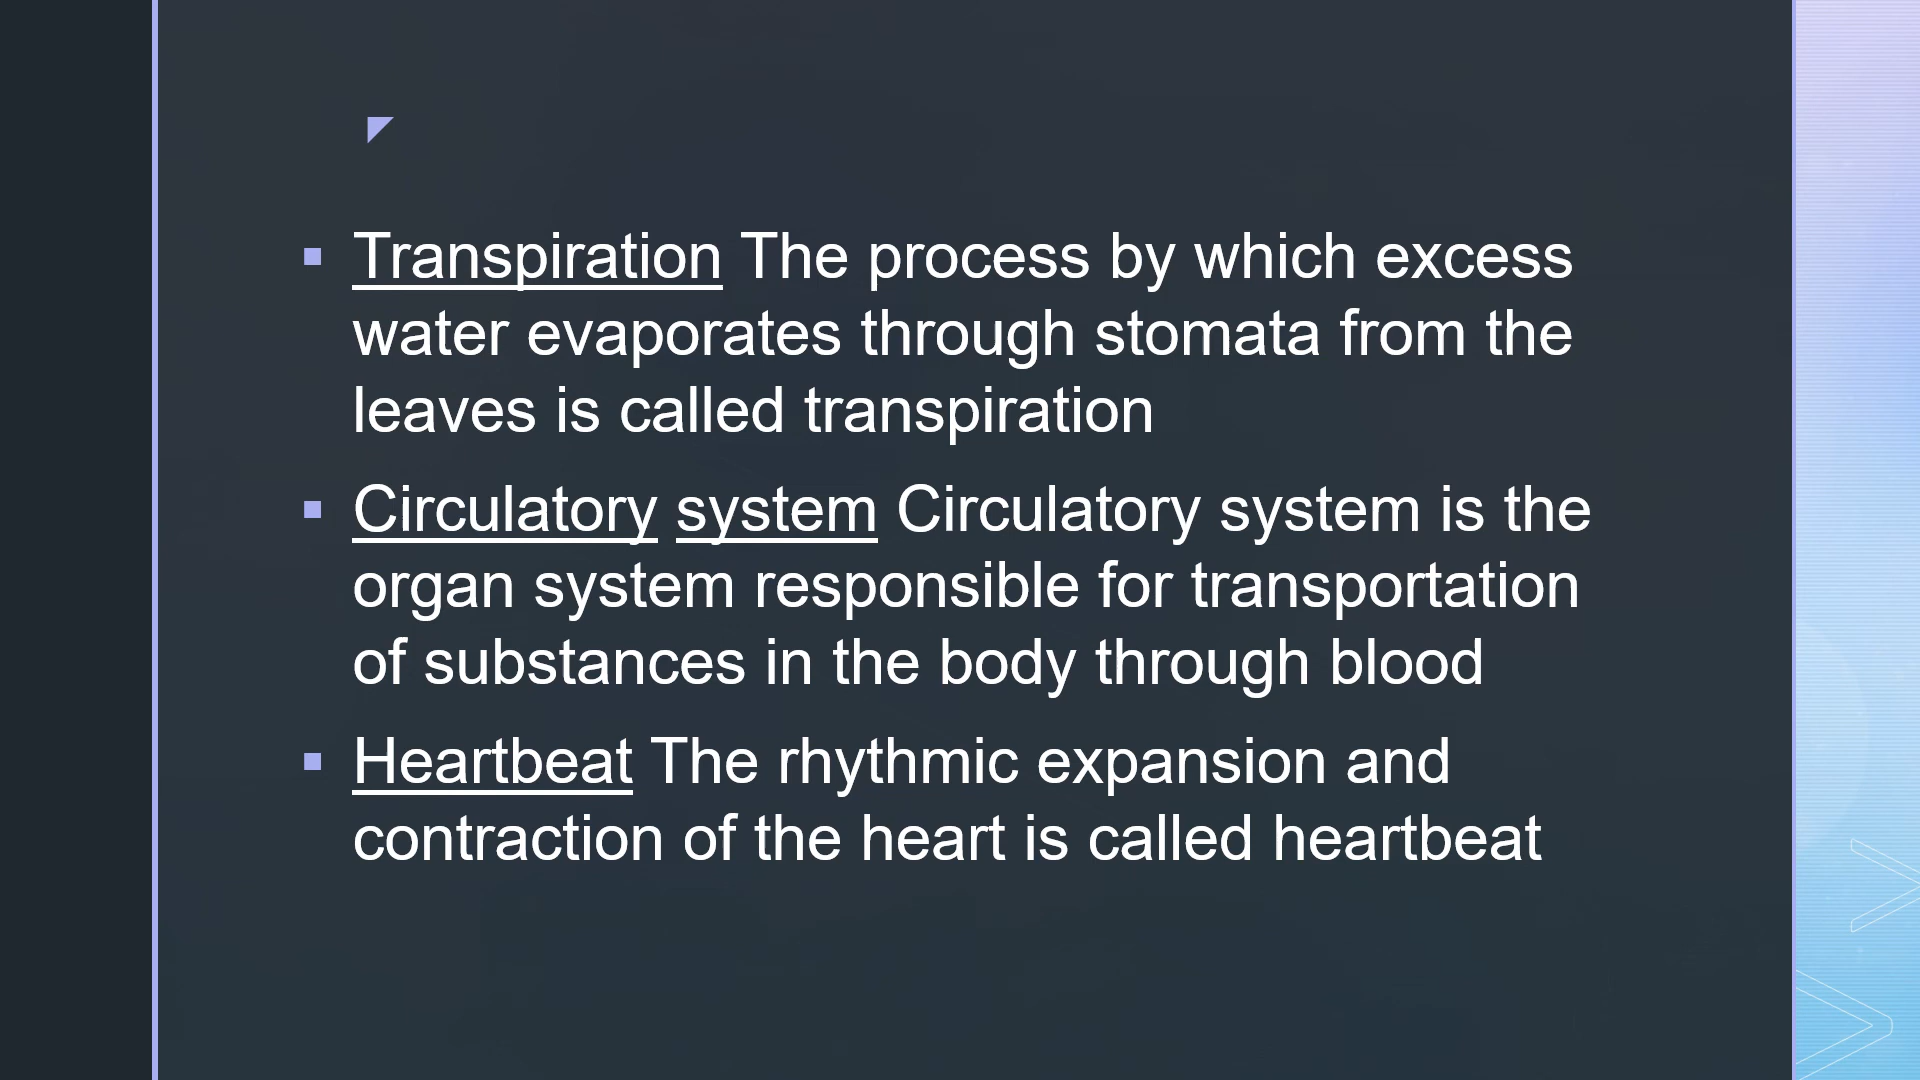 Transpiration The process by which excess
water evaporates through stomata from the
leaves is called transpiration
Circulatory system Circulatory system is the
organ system responsible for transportation
of substances in the body through blood
Heartbeat The rhythmic expansion and
contraction of the heart is called heartbeat